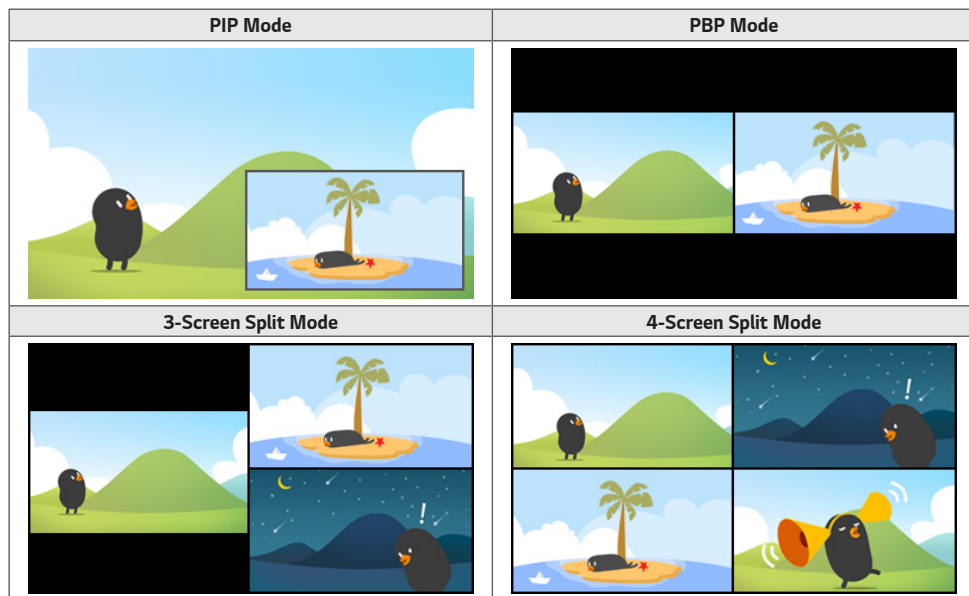 PIP Mode
PBP Mode
3-Screen Split Mode
4-Screen Split Mode
!
!